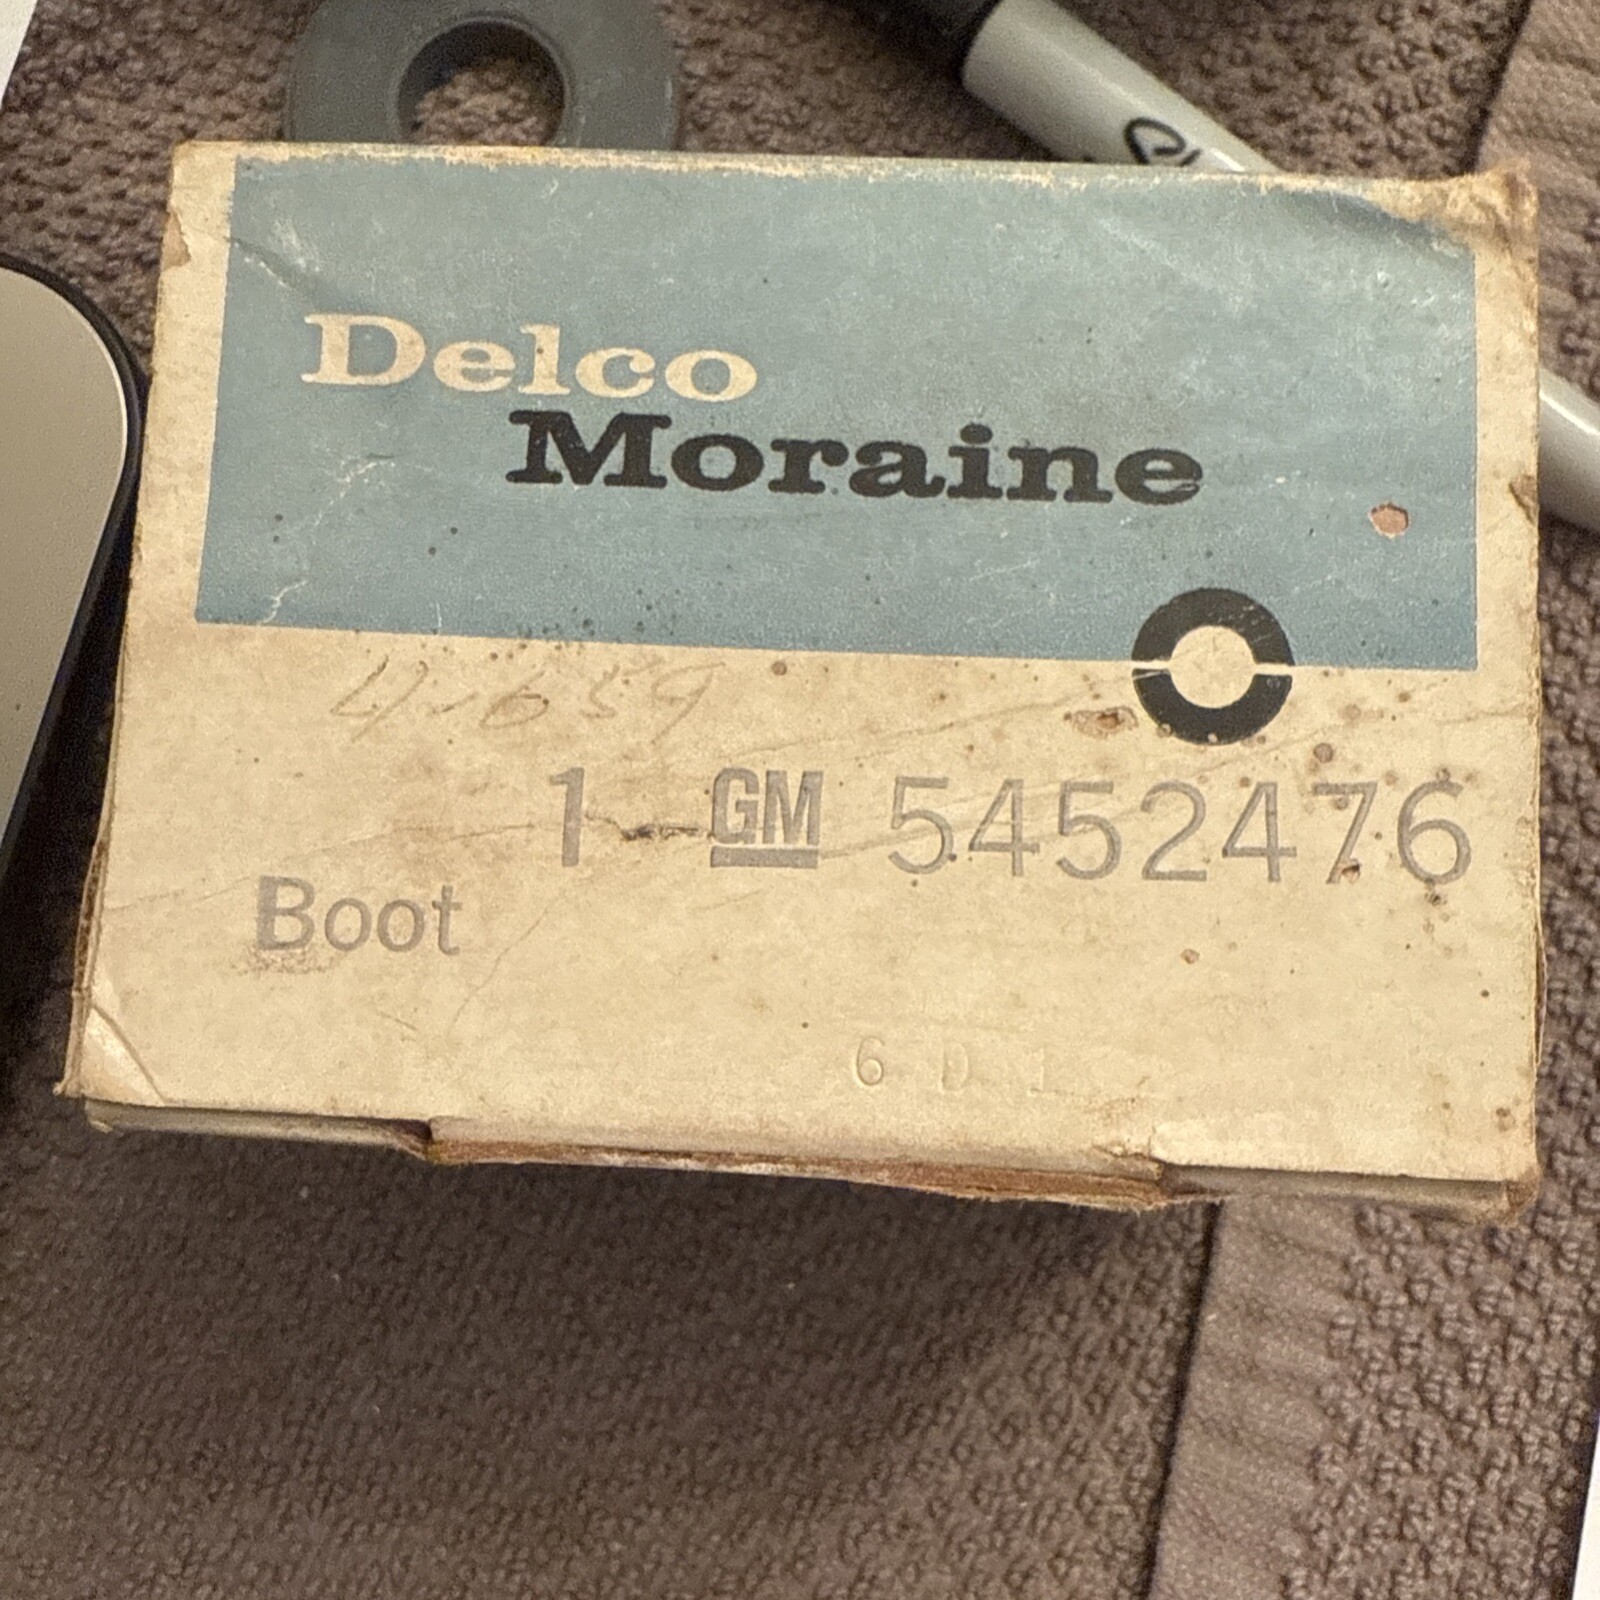 Delco
Moraine
4.659
1 GM 5452476
Boot
6 D 1